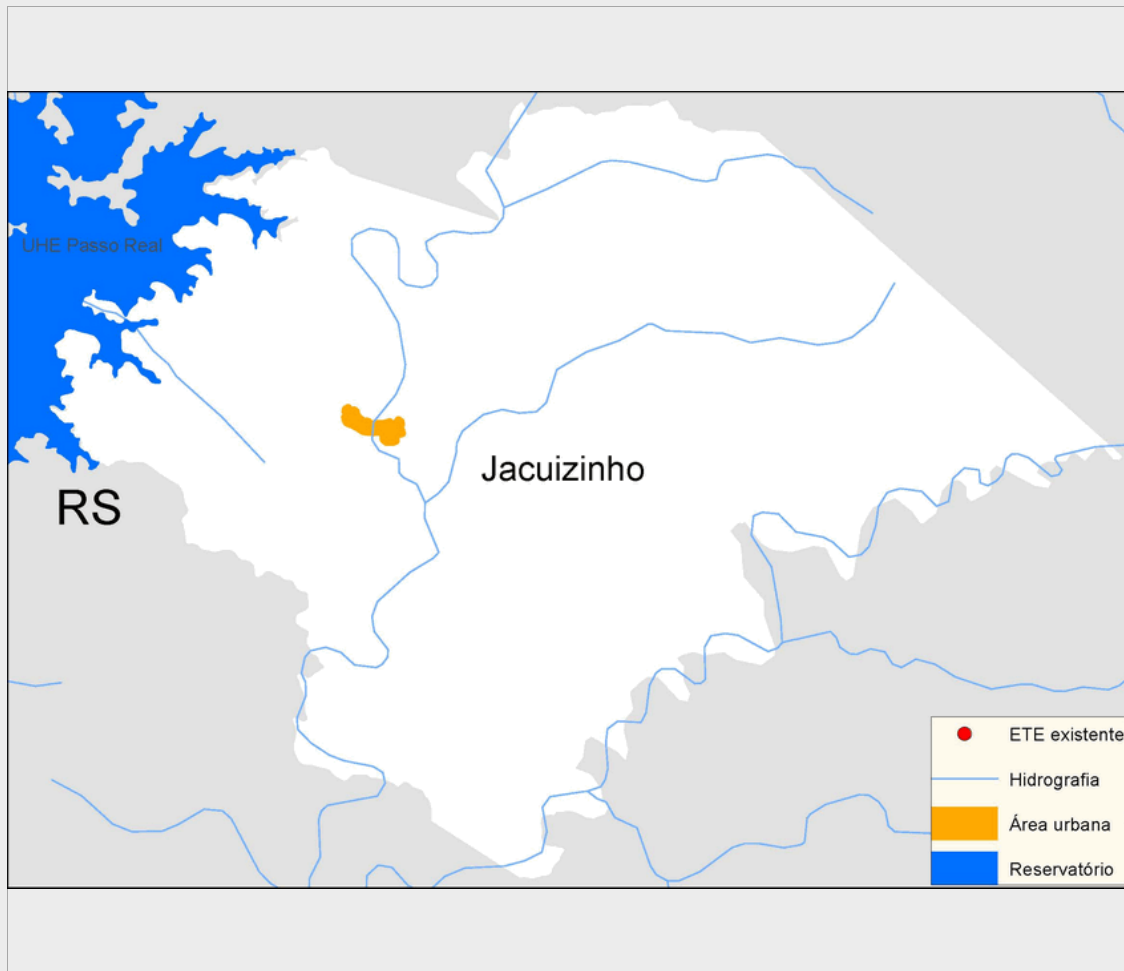 UHE Passo Real
Jacuizinho
RS
ETE existente
Hidrografia
Área urbana
Reservatório